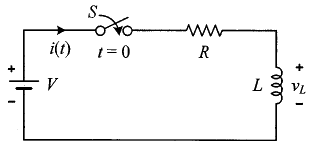 S
i(t)
t = 0
R
+
V
−
L
+
v_L
−